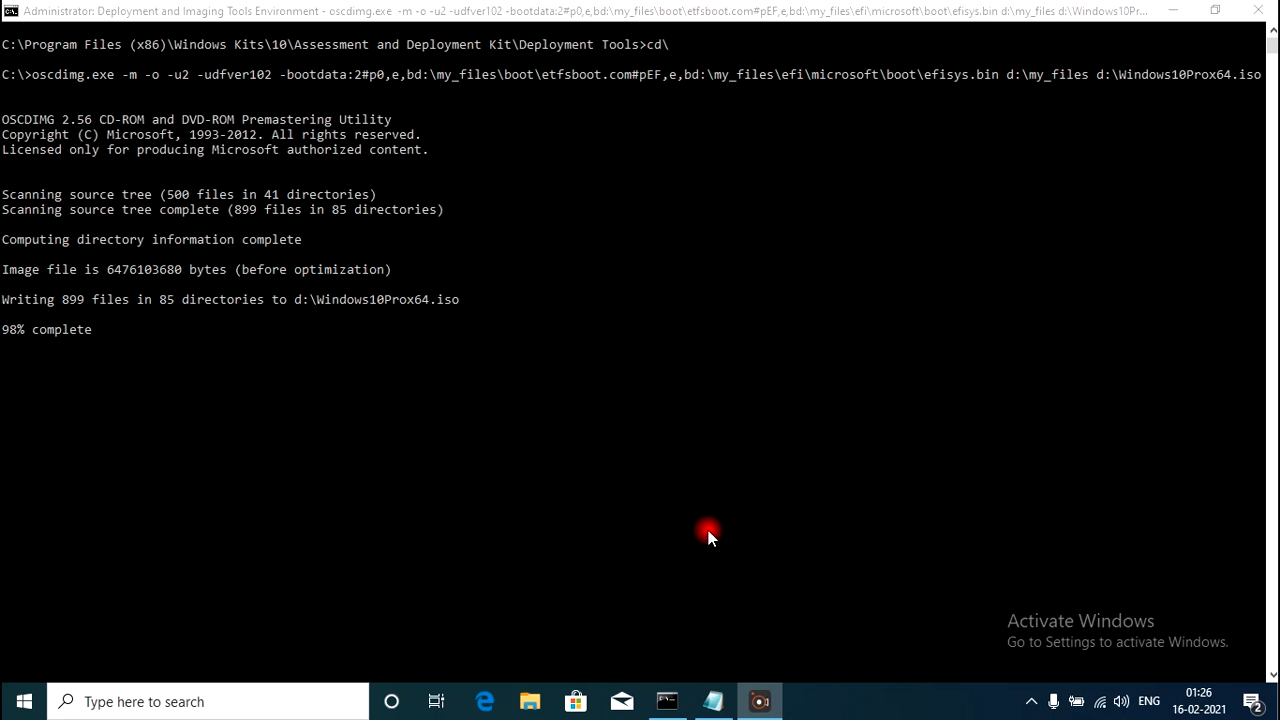 Administrator: Deployment and Imaging Tools Environment - oscdimg.exe -m -o -u2 -udfver102 -bootdata:2#p0,e,bd:\my_files\boot\etfsboot.com#pEF,e,bd:\my_files\efi\microsoft\boot\efisys.bin d:\my_files d:\Windows10Pr...
C:\Program Files (x86)\Windows Kits\10\Assessment and Deployment Kit\Deployment Tools>cd\
C:\>oscdimg.exe -m -o -u2 -udfver102 -bootdata:2#p0,e,bd:\my_files\boot\etfsboot.com#pEF,e,bd:\my_files\efi\microsoft\boot\efisys.bin d:\my_files d:\Windows10Prox64.iso
OSCDIMG 2.56 CD-ROM and DVD-ROM Premastering Utility
Copyright (C) Microsoft, 1993-2012. All rights reserved.
Licensed only for producing Microsoft authorized content.
Scanning source tree (500 files in 41 directories)
Scanning source tree complete (899 files in 85 directories)
Computing directory information complete
Image file is 6476103680 bytes (before optimization)
Writing 899 files in 85 directories to d:\Windows10Prox64.iso
98% complete
Activate Windows
Go to Settings to activate Windows.
Type here to search
ENG
01:26
16-02-2021
2